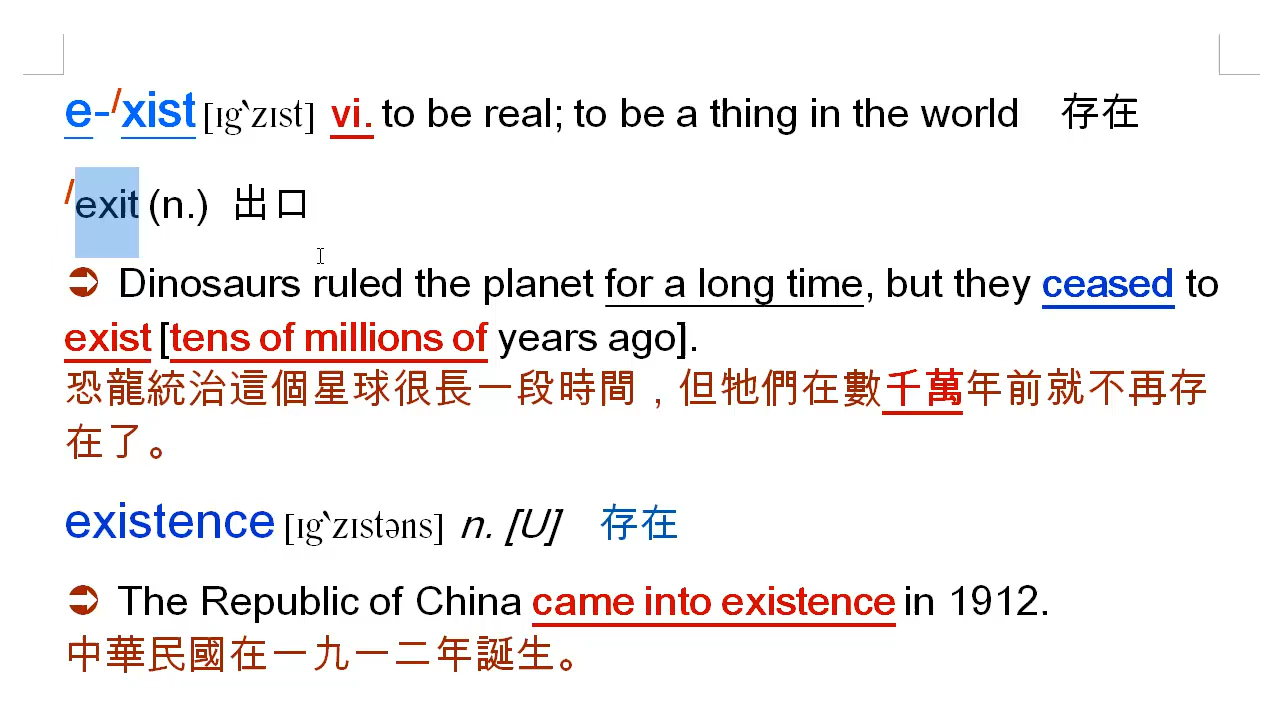 e-/xist [ɪgˋzɪst] vi. to be real; to be a thing in the world 存在
/exit (n.) 出口
➲ Dinosaurs ruled the planet for a long time, but they ceased to
exist [tens of millions of years ago].
恐龍統治這個星球很長一段時間，但牠們在數千萬年前就不再存
在了。
existence [ɪgˋzɪstəns] n. [U] 存在
➲ The Republic of China came into existence in 1912.
中華民國在一九一二年誕生。